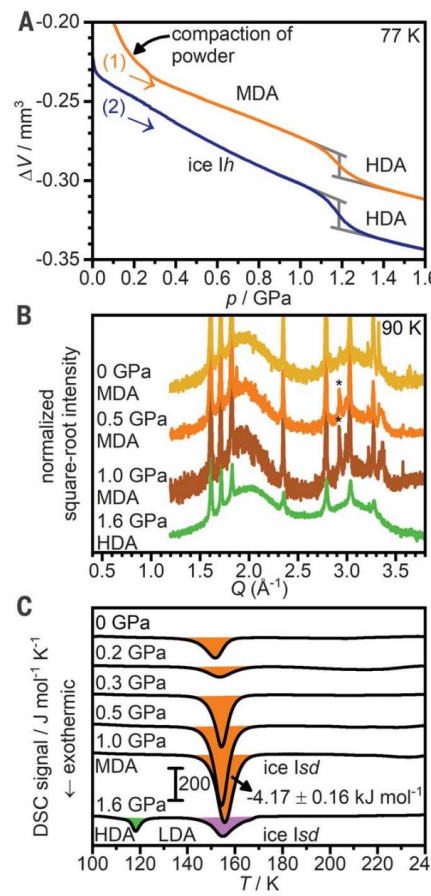 A
-0.20
77 K
compaction of
powder
(1)
MDA
-0.25
(2)
HDA
ice Ih
-0.30
HDA
-0.35
ΔV / mm³
0.0 0.2 0.4 0.6 0.8 1.0 1.2 1.4 1.6
p / GPa
B
90 K
0 GPa
MDA
*
0.5 GPa
*
MDA
1.0 GPa
MDA
1.6 GPa
HDA
normalized
square-root intensity
0.5 1.0 1.5 2.0 2.5 3.0 3.5
Q (Å⁻¹)
C
0 GPa
0.2 GPa
0.3 GPa
0.5 GPa
1.0 GPa
MDA
ice Isd
200
-4.17 ± 0.16 kJ mol⁻¹
1.6 GPa
HDA LDA ice Isd
DSC signal / J mol⁻¹ K⁻¹
← exothermic
100 120 140 160 180 200 220 240
T / K